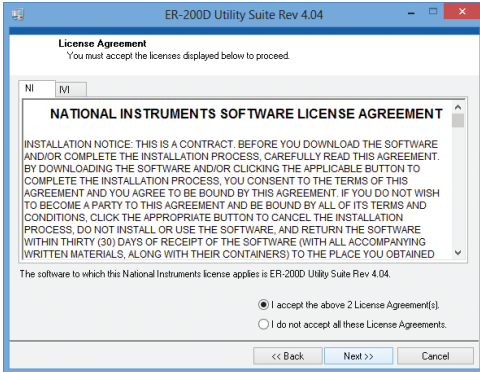 ER-200D Utility Suite Rev 4.04
License Agreement
You must accept the licenses displayed below to proceed.
NI IVI
NATIONAL INSTRUMENTS SOFTWARE LICENSE AGREEMENT
INSTALLATION NOTICE: THIS IS A CONTRACT. BEFORE YOU DOWNLOAD THE SOFTWARE
AND/OR COMPLETE THE INSTALLATION PROCESS, CAREFULLY READ THIS AGREEMENT.
BY DOWNLOADING THE SOFTWARE AND/OR CLICKING THE APPLICABLE BUTTON TO
COMPLETE THE INSTALLATION PROCESS, YOU CONSENT TO THE TERMS OF THIS
AGREEMENT AND YOU AGREE TO BE BOUND BY THIS AGREEMENT. IF YOU DO NOT WISH
TO BECOME A PARTY TO THIS AGREEMENT AND BE BOUND BY ALL OF ITS TERMS AND
CONDITIONS, CLICK THE APPROPRIATE BUTTON TO CANCEL THE INSTALLATION
PROCESS, DO NOT INSTALL OR USE THE SOFTWARE, AND RETURN THE SOFTWARE
WITHIN THIRTY (30) DAYS OF RECEIPT OF THE SOFTWARE (WITH ALL ACCOMPANYING
WRITTEN MATERIALS, ALONG WITH THEIR CONTAINERS) TO THE PLACE YOU OBTAINED
The software to which this National Instruments license applies is ER-200D Utility Suite Rev 4.04.
I accept the above 2 License Agreement(s).
I do not accept all these License Agreements.
<< Back Next >> Cancel